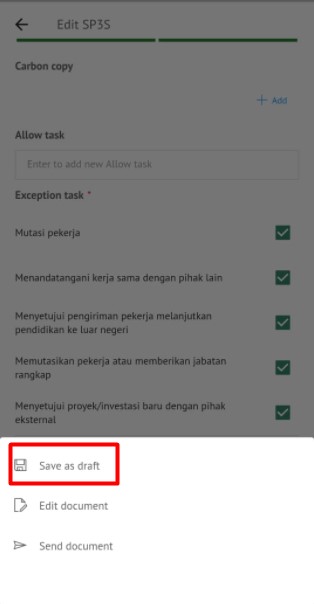 Edit SP3S
Carbon copy
+ Add
Allow task
Enter to add new Allow task
Exception task *
Mutasi pekerja
Menandatangani kerja sama dengan pihak lain
Menyetujui pengiriman pekerja melanjutkan
pendidikan ke luar negeri
Memutasikan pekerja atau memberikan jabatan
rangkap
Menyetujui proyek/investasi baru dengan pihak
eksternal
Save as draft
Edit document
Send document